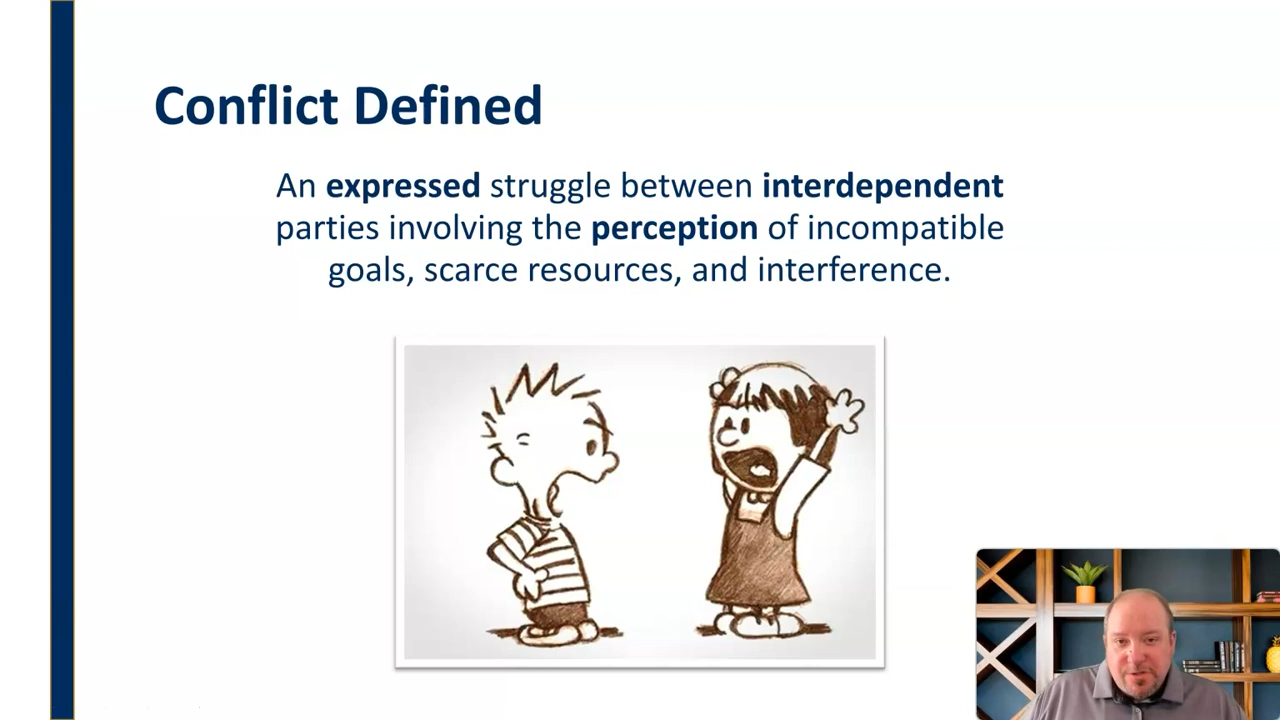 Conflict Defined
An expressed struggle between interdependent
parties involving the perception of incompatible
goals, scarce resources, and interference.